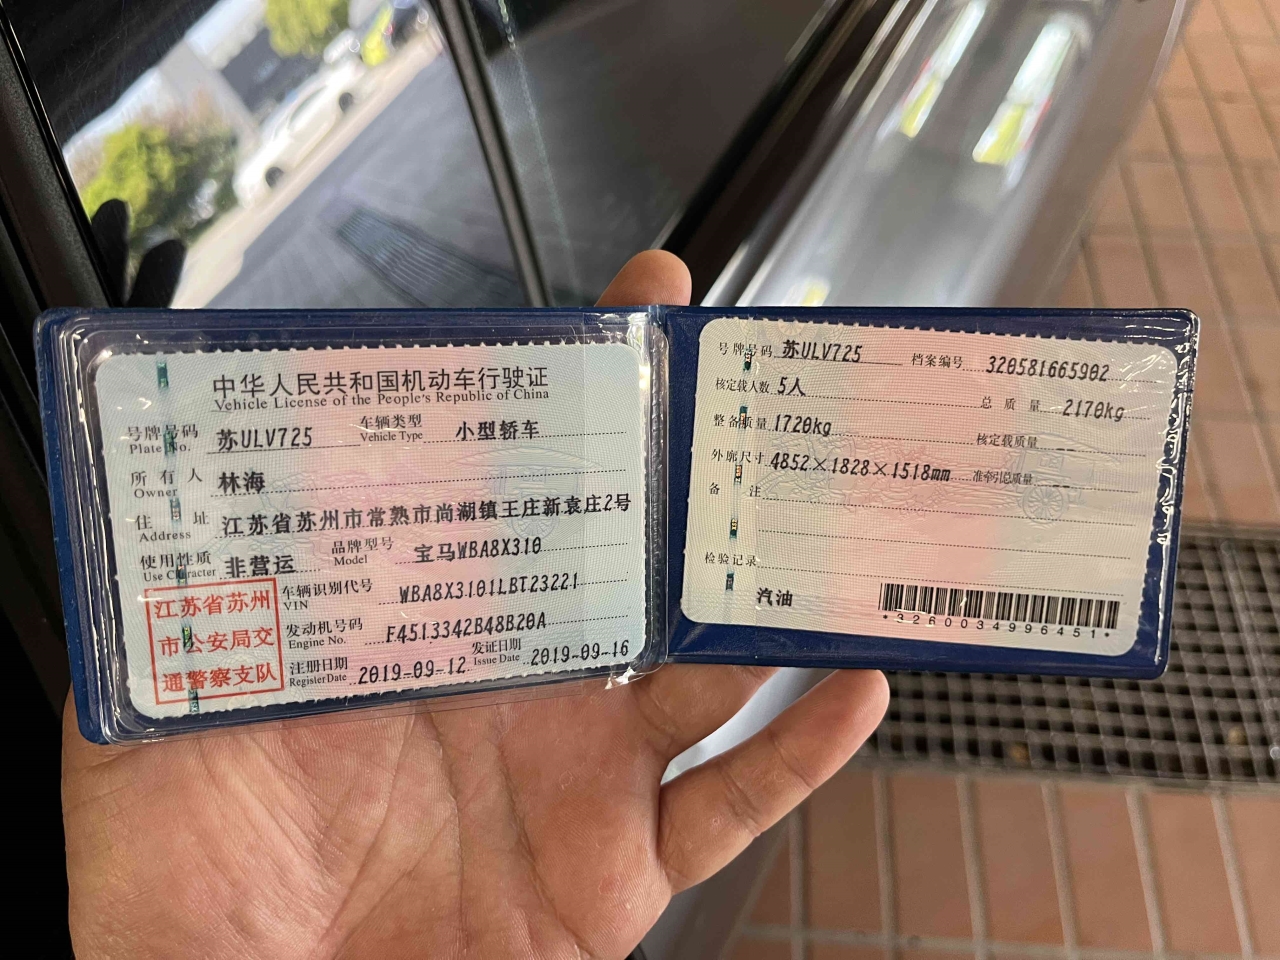 中华人民共和国机动车行驶证
Vehicle License of the People's Republic of China
号牌号码 苏ULV725 车辆类型 小型轿车
Plate No. Vehicle Type
所有人 林海
Owner
住址 江苏省苏州市常熟市尚湖镇王庄新袁庄2号
Address
使用性质 非营运 品牌型号 宝马WBA8X310
Use Character Model
江苏省苏州
市公安局交
通警察支队
车辆识别代号 WBA8X3101LBT23221
VIN
发动机号码 F4513342B48B20A
Engine No.
注册日期 2019-09-12 发证日期 2019-09-16
Register Date Issue Date
号牌号码 苏ULV725 档案编号 320581665902
核定载人数 5人 总质量 2170kg
整备质量 1720kg 核定载质量 --
外廓尺寸 4852×1828×1518mm 准牵引总质量 --
备注
检验记录
汽油
*3260034996451*